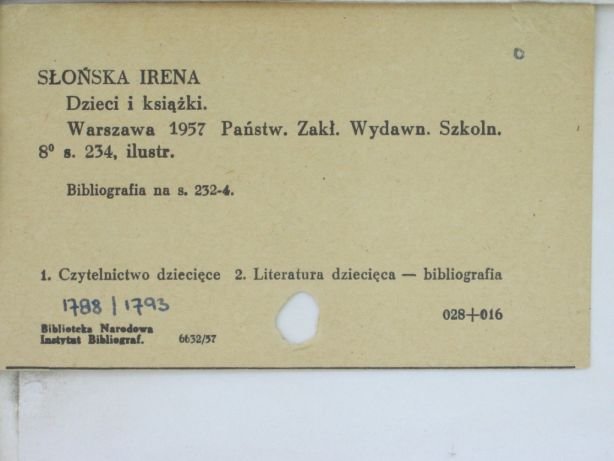 SŁOŃSKA IRENA
Dzieci i książki.
Warszawa 1957 Państw. Zakł. Wydawn. Szkoln.
8⁰ s. 234, ilustr.
Bibliografia na s. 232-4.
1. Czytelnictwo dziecięce 2. Literatura dziecięca — bibliografia
1788 / 1793
028+016
Biblioteka Narodowa
Instytut Bibliograf. 6632/57